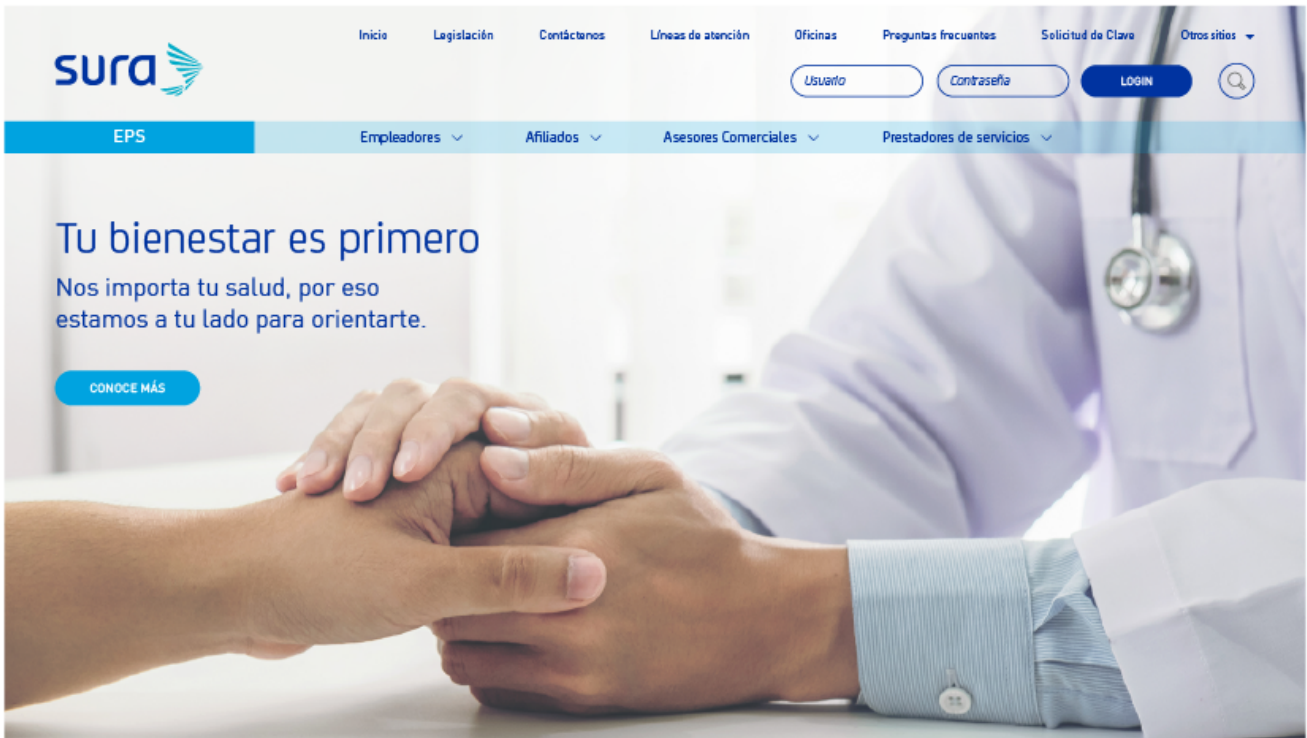 sura
Inicio Legislación Contáctenos Líneas de atención Oficinas Preguntas frecuentes Solicitud de Clave Otros sitios
Usuario Contraseña LOGIN
EPS Empleadores Afiliados Asesores Comerciales Prestadores de servicios
Tu bienestar es primero
Nos importa tu salud, por eso
estamos a tu lado para orientarte.
CONOCE MÁS